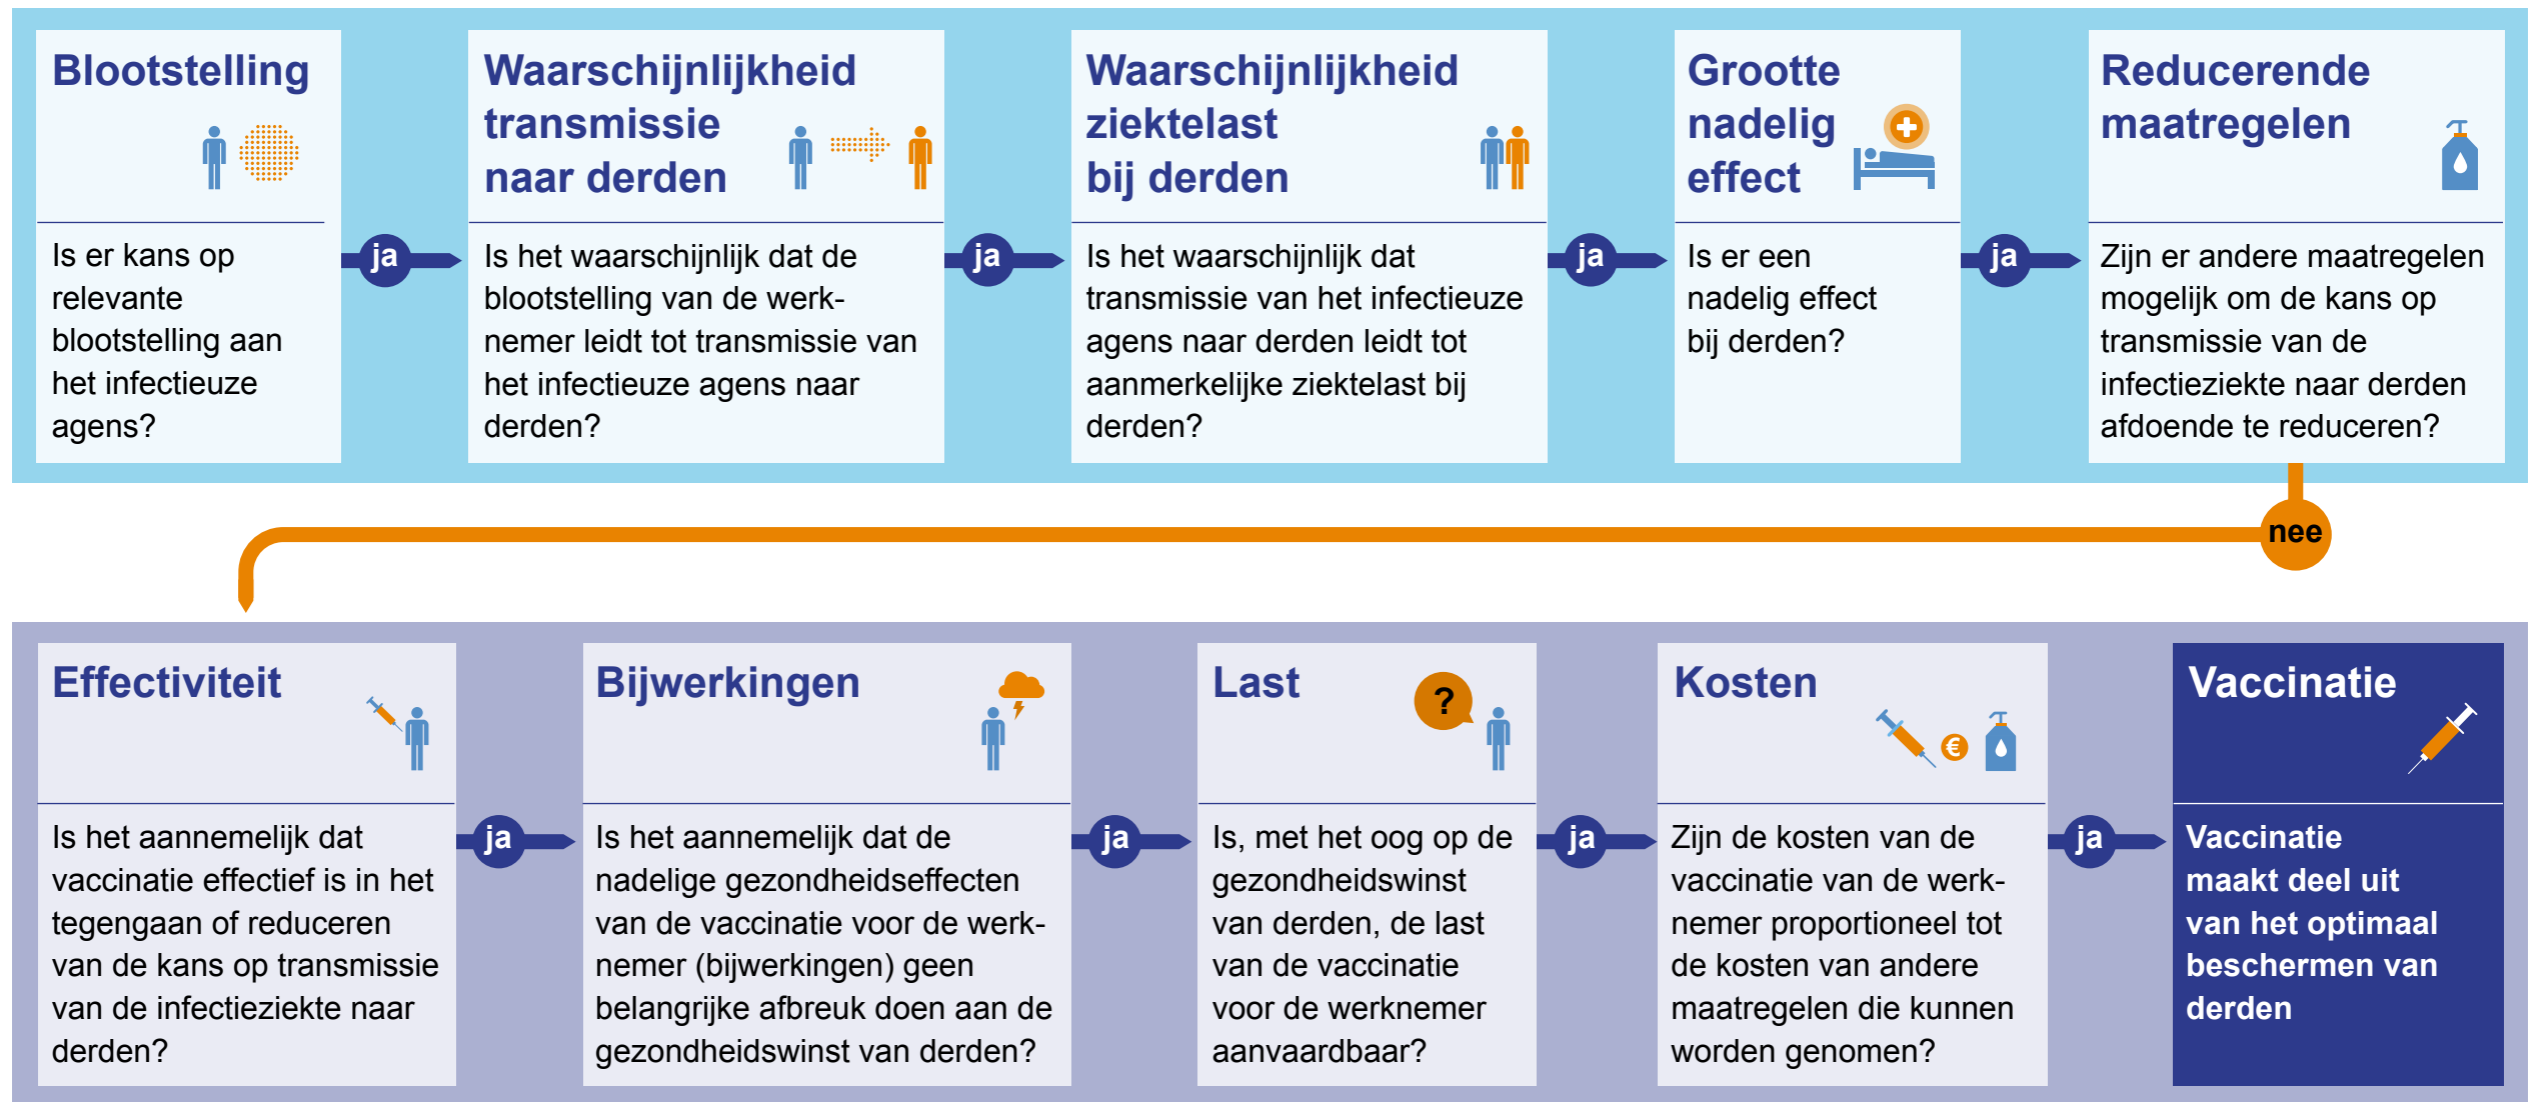 Blootstelling
Is er kans op
relevante
blootstelling aan
het infectieuze
agens?
ja
Waarschijnlijkheid
transmissie
naar derden
Is het waarschijnlijk dat de
blootstelling van de werk-
nemer leidt tot transmissie van
het infectieuze agens naar
derden?
ja
Waarschijnlijkheid
ziektelast
bij derden
Is het waarschijnlijk dat
transmissie van het infectieuze
agens naar derden leidt tot
aanmerkelijke ziektelast bij
derden?
ja
Grootte
nadelig
effect
Is er een
nadelig effect
bij derden?
ja
Reducerende
maatregelen
Zijn er andere maatregelen
mogelijk om de kans op
transmissie van de
infectieziekte naar derden
afdoende te reduceren?
nee
Effectiviteit
Is het aannemelijk dat
vaccinatie effectief is in het
tegengaan of reduceren
van de kans op transmissie
van de infectieziekte naar
derden?
ja
Bijwerkingen
Is het aannemelijk dat de
nadelige gezondheidseffecten
van de vaccinatie voor de werk-
nemer (bijwerkingen) geen
belangrijke afbreuk doen aan de
gezondheidswinst van derden?
ja
Last
?
Is, met het oog op de
gezondheidswinst
van derden, de last
van de vaccinatie
voor de werknemer
aanvaardbaar?
ja
Kosten
€
Zijn de kosten van de
vaccinatie van de werk-
nemer proportioneel tot
de kosten van andere
maatregelen die kunnen
worden genomen?
ja
Vaccinatie
Vaccinatie
maakt deel uit
van het optimaal
beschermen van
derden